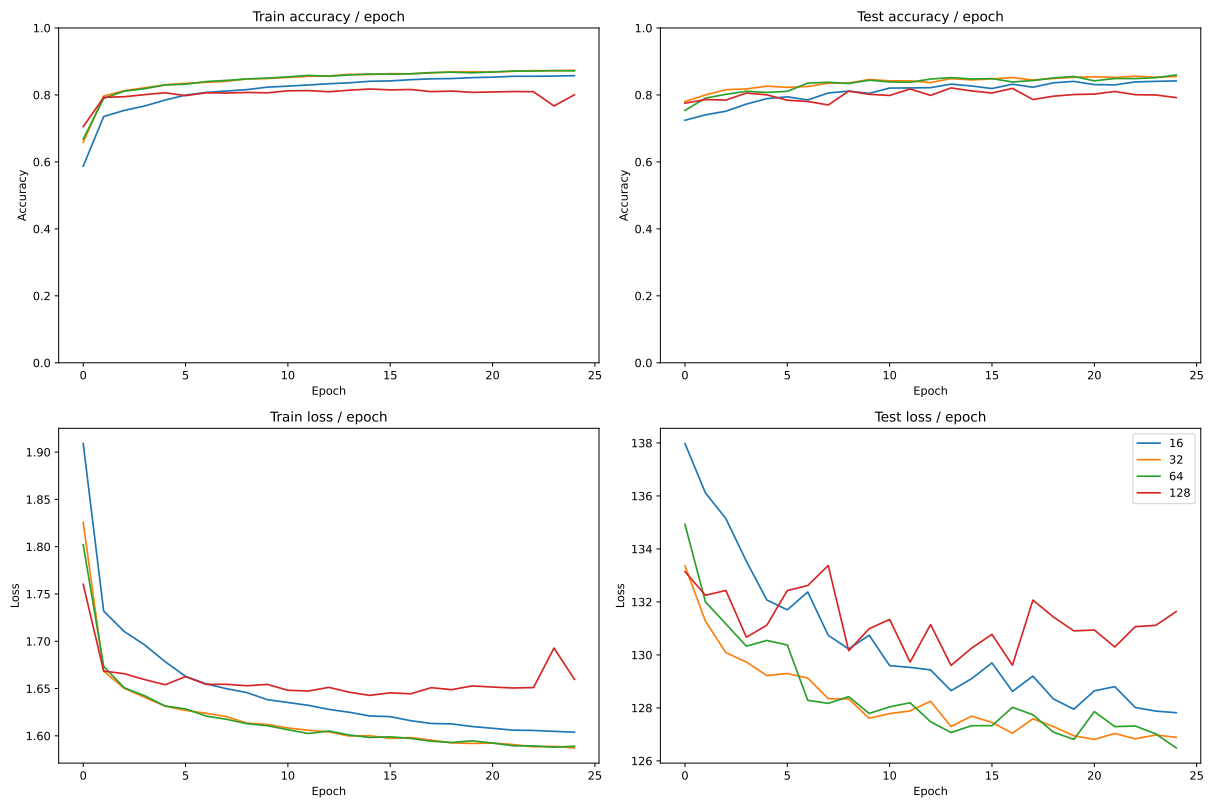 Train accuracy / epoch
1.0
0.8
0.6
0.4
0.2
0.0
Accuracy
0 5 10 15 20 25
Epoch
Test accuracy / epoch
1.0
0.8
0.6
0.4
0.2
0.0
Accuracy
0 5 10 15 20 25
Epoch
Train loss / epoch
1.90
1.85
1.80
1.75
1.70
1.65
1.60
Loss
0 5 10 15 20 25
Epoch
Test loss / epoch
138
136
134
132
130
128
126
Loss
0 5 10 15 20 25
Epoch
16
32
64
128